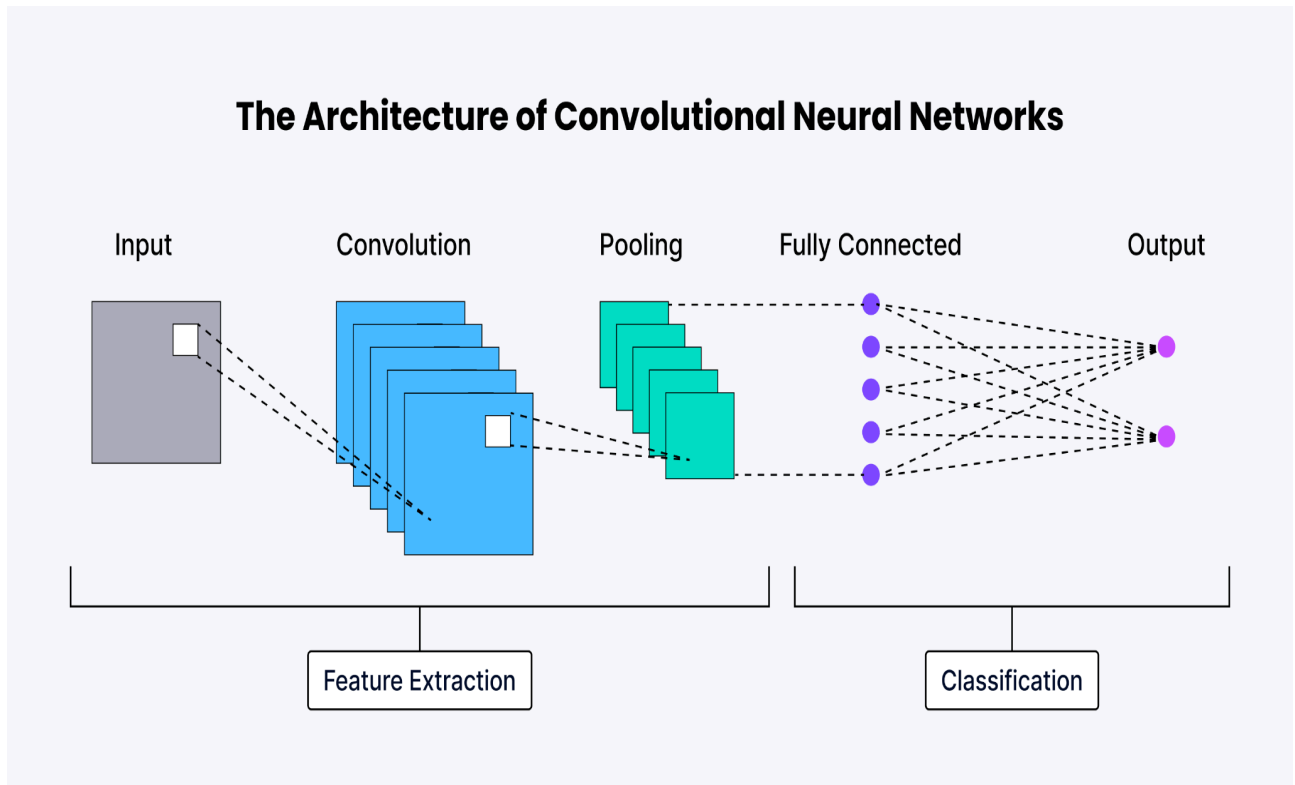 The Architecture of Convolutional Neural Networks
Input
Convolution
Pooling
Fully Connected
Output
Feature Extraction
Classification